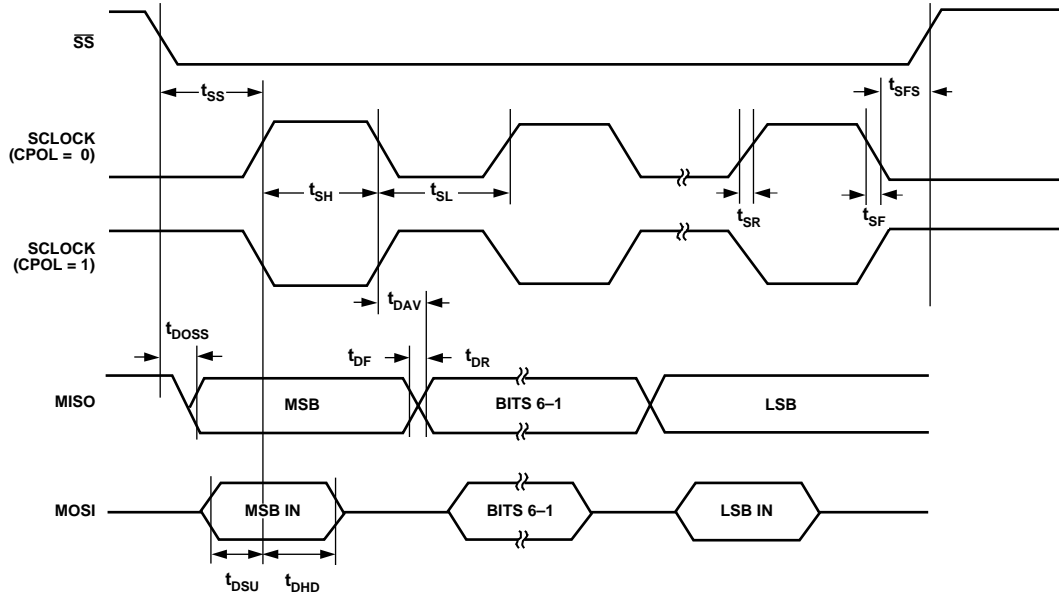 SS
tSS
tSFS
SCLOCK
(CPOL = 0)
tSH
tSL
tSR
tSF
SCLOCK
(CPOL = 1)
tDAV
tDOSS
tDF
tDR
MISO
MSB
BITS 6–1
LSB
MOSI
MSB IN
BITS 6–1
LSB IN
tDSU
tDHD